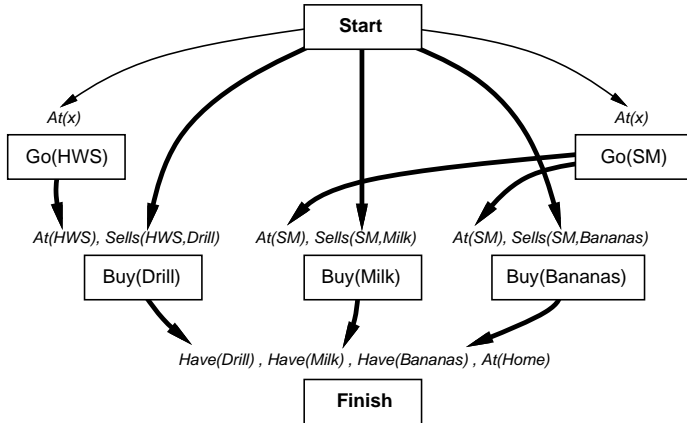 Start
At(x) At(x)
Go(HWS) Go(SM)
At(HWS), Sells(HWS,Drill) At(SM), Sells(SM,Milk) At(SM), Sells(SM,Bananas)
Buy(Drill) Buy(Milk) Buy(Bananas)
Have(Drill) , Have(Milk) , Have(Bananas) , At(Home)
Finish